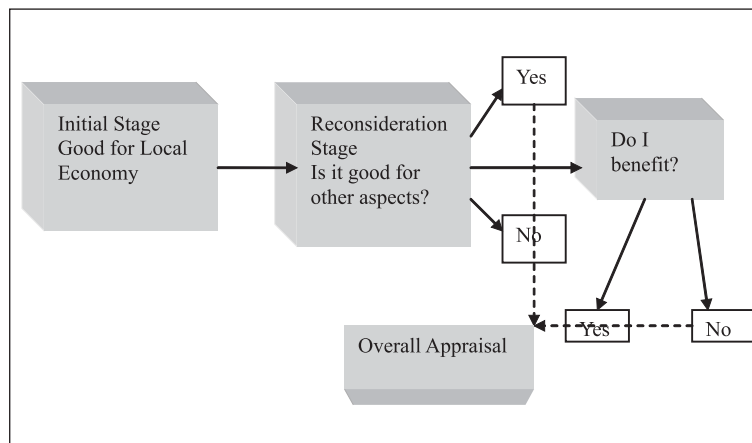 Initial Stage
Good for Local
Economy
Reconsideration
Stage
Is it good for
other aspects?
Yes
No
Do I
benefit?
Yes
No
Overall Appraisal